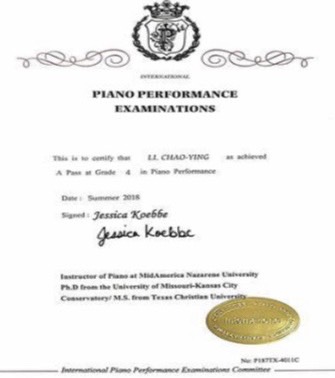 INTERNATIONAL
PIANO PERFORMANCE
EXAMINATIONS
This is to certify that LI, CHAO-YING as achieved
A Pass at Grade 4 in Piano Performance
Date : Summer 2018
Signed : Jessica Koebbe
Jessica Koebbe
Instructor of Piano at MidAmerica Nazarene University
Ph.D from the University of Missouri-Kansas City
Conservatory/ M.S. from Texas Christian University
No: P187TX-4011C
International Piano Performance Examinations Committee